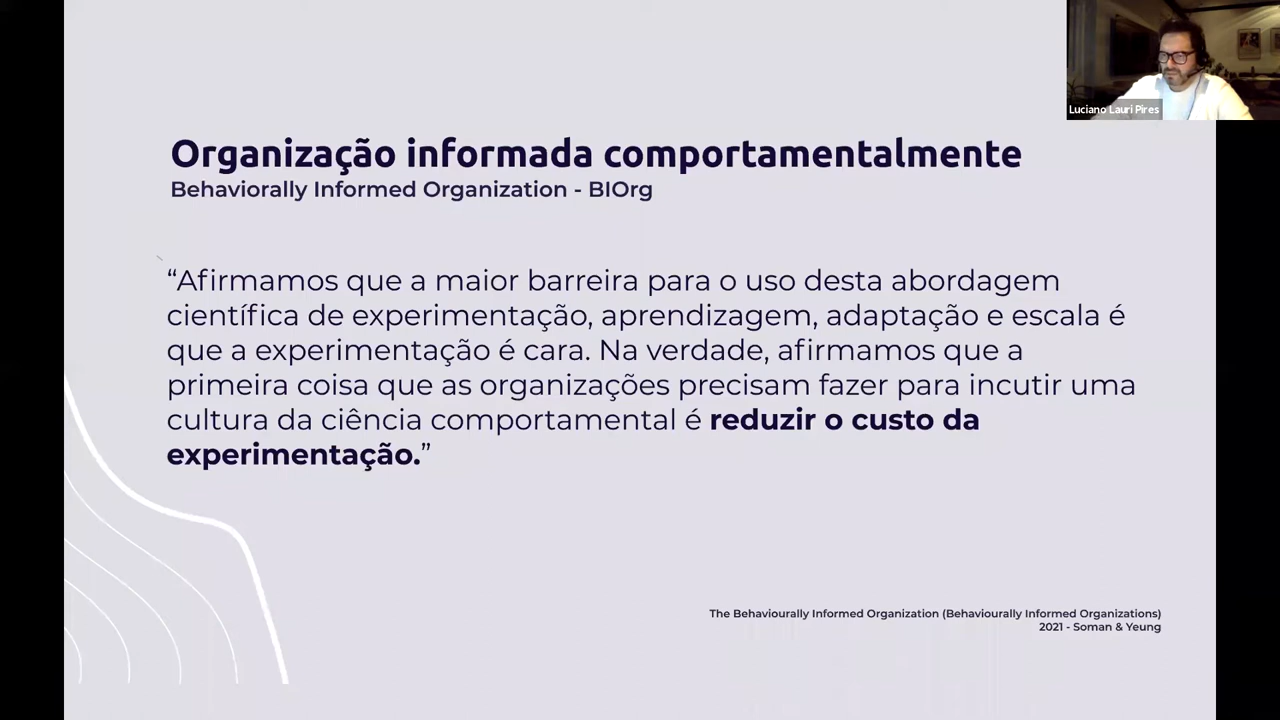 Luciano Lauri Pires
Organização informada comportamentalmente
Behaviorally Informed Organization - BIOrg
“Afirmamos que a maior barreira para o uso desta abordagem
científica de experimentação, aprendizagem, adaptação e escala é
que a experimentação é cara. Na verdade, afirmamos que a
primeira coisa que as organizações precisam fazer para incutir uma
cultura da ciência comportamental é reduzir o custo da
experimentação.”
The Behaviourally Informed Organization (Behaviourally Informed Organizations)
2021 - Soman & Yeung